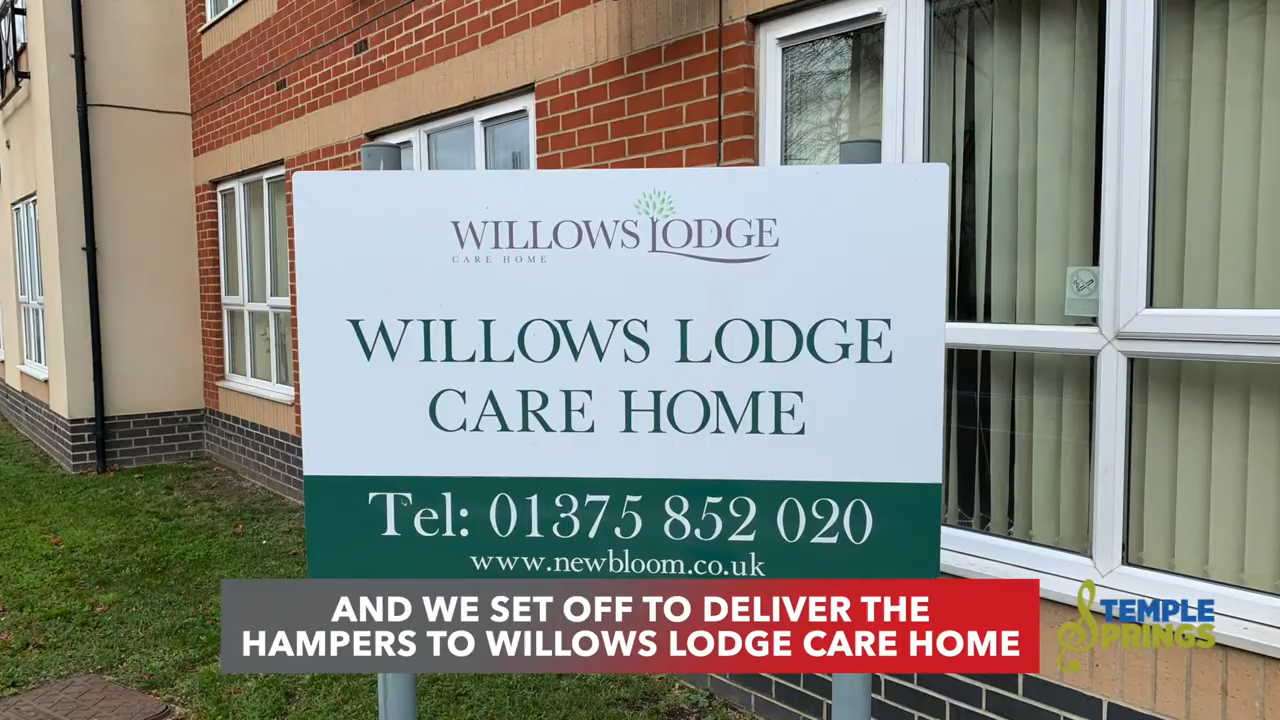 WILLOWS LODGE
CARE HOME
WILLOWS LODGE
CARE HOME
Tel: 01375 852 020
www.newbloom.co.uk
AND WE SET OFF TO DELIVER THE
HAMPERS TO WILLOWS LODGE CARE HOME
TEMPLE
SPRINGS